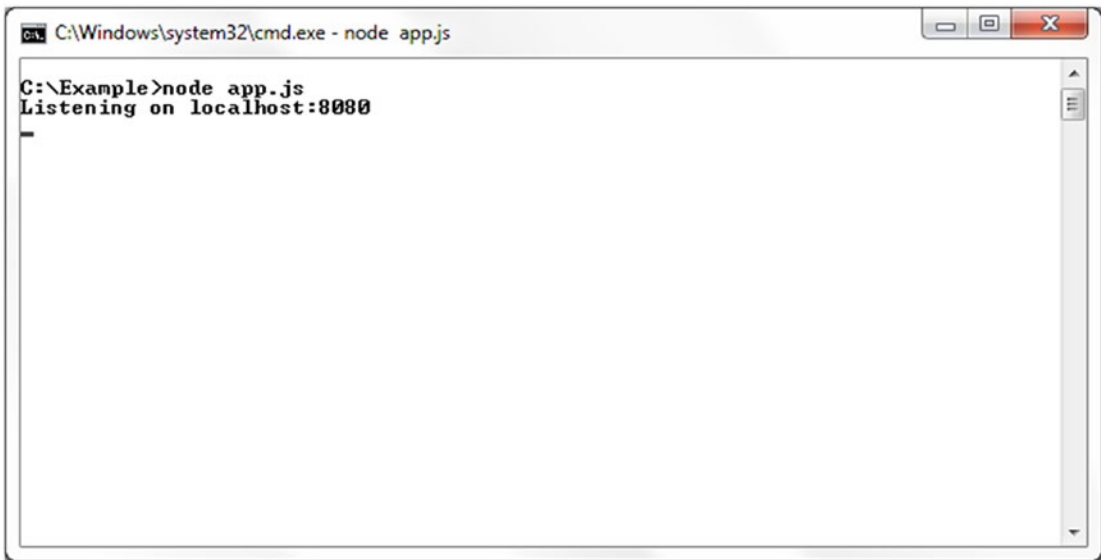 C:\Windows\system32\cmd.exe - node  app.js
C:\Example>node app.js
Listening on localhost:8080